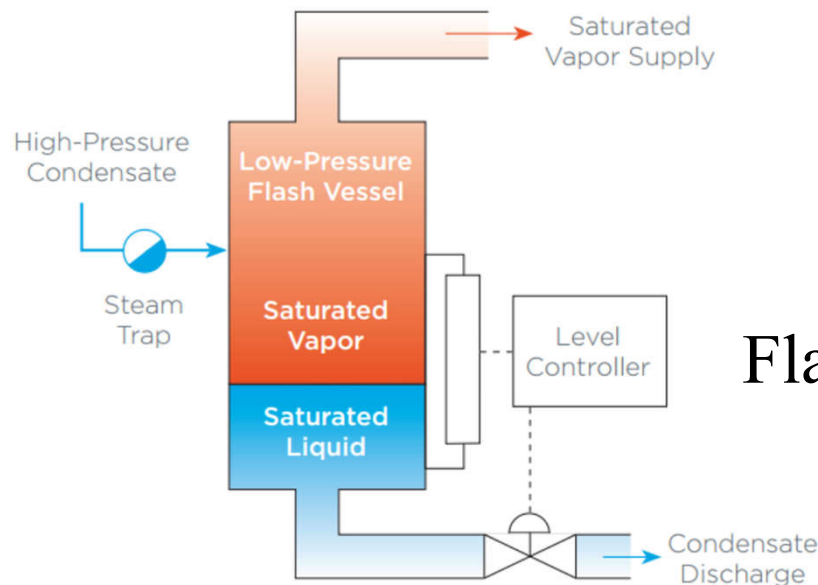 Saturated
Vapor Supply
High-Pressure
Condensate
Low-Pressure
Flash Vessel
Steam
Trap
Saturated
Vapor
Level
Controller
Fla
Saturated
Liquid
Condensate
Discharge